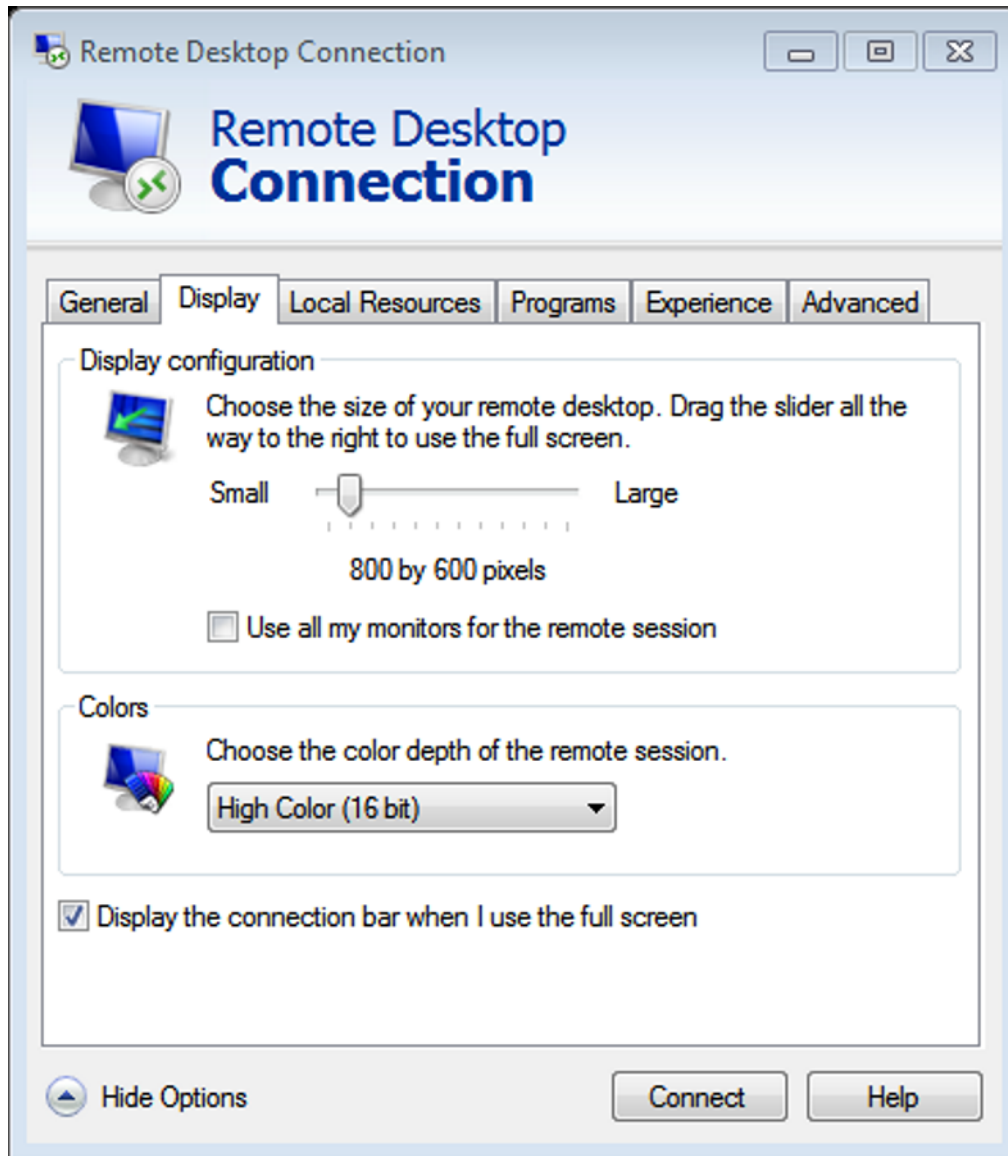 Remote Desktop Connection
Remote Desktop
Connection
General Display Local Resources Programs Experience Advanced
Display configuration
Choose the size of your remote desktop. Drag the slider all the
way to the right to use the full screen.
Small Large
800 by 600 pixels
Use all my monitors for the remote session
Colors
Choose the color depth of the remote session.
High Color (16 bit)
Display the connection bar when I use the full screen
Hide Options Connect Help